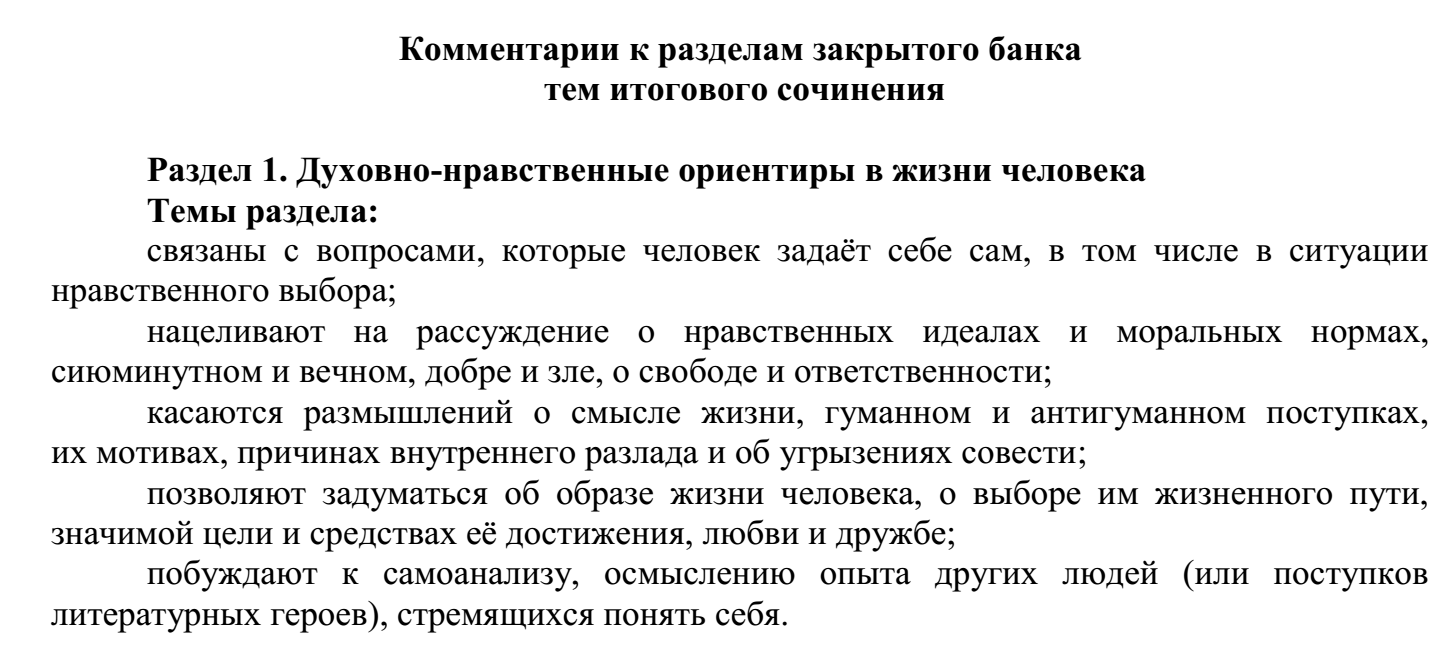 Комментарии к разделам закрытого банка
тем итогового сочинения
Раздел 1. Духовно-нравственные ориентиры в жизни человека
Темы раздела:
связаны с вопросами, которые человек задаёт себе сам, в том числе в ситуации
нравственного выбора;
нацеливают на рассуждение о нравственных идеалах и моральных нормах,
сиюминутном и вечном, добре и зле, о свободе и ответственности;
касаются размышлений о смысле жизни, гуманном и антигуманном поступках,
их мотивах, причинах внутреннего разлада и об угрызениях совести;
позволяют задуматься об образе жизни человека, о выборе им жизненного пути,
значимой цели и средствах её достижения, любви и дружбе;
побуждают к самоанализу, осмыслению опыта других людей (или поступков
литературных героев), стремящихся понять себя.